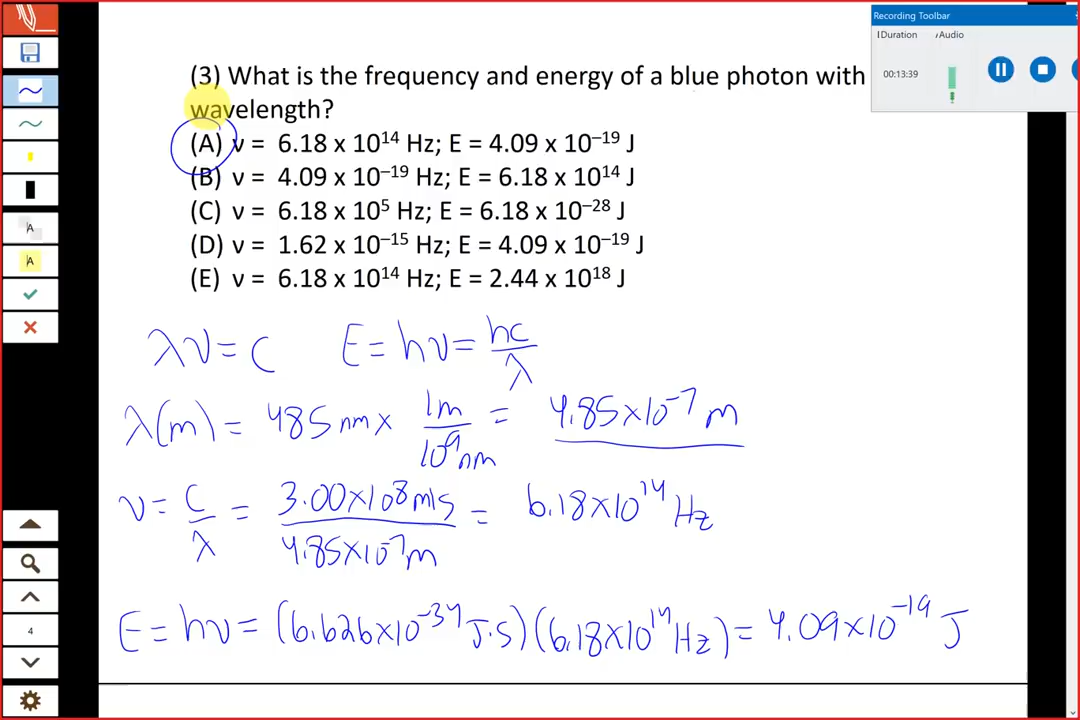 Recording Toolbar
Duration
Audio
00:13:39
(3) What is the frequency and energy of a blue photon with
wavelength?
(A) ν = 6.18 x 10¹⁴ Hz; E = 4.09 x 10⁻¹⁹ J
(B) ν = 4.09 x 10⁻¹⁹ Hz; E = 6.18 x 10¹⁴ J
(C) ν = 6.18 x 10⁵ Hz; E = 6.18 x 10⁻²⁸ J
(D) ν = 1.62 x 10⁻¹⁵ Hz; E = 4.09 x 10⁻¹⁹ J
(E) ν = 6.18 x 10¹⁴ Hz; E = 2.44 x 10¹⁸ J
λν = c E = hν = hc/λ
λ(m) = 485 nm x 1m/10⁹nm = 4.85x10⁻⁷ m
ν = c/λ = 3.00x10⁸ m/s / 4.85x10⁻⁷ m = 6.18x10¹⁴ Hz
E = hν = (6.626x10⁻³⁴ J·s)(6.18x10¹⁴ Hz) = 4.09x10⁻¹⁹ J
A
A
4